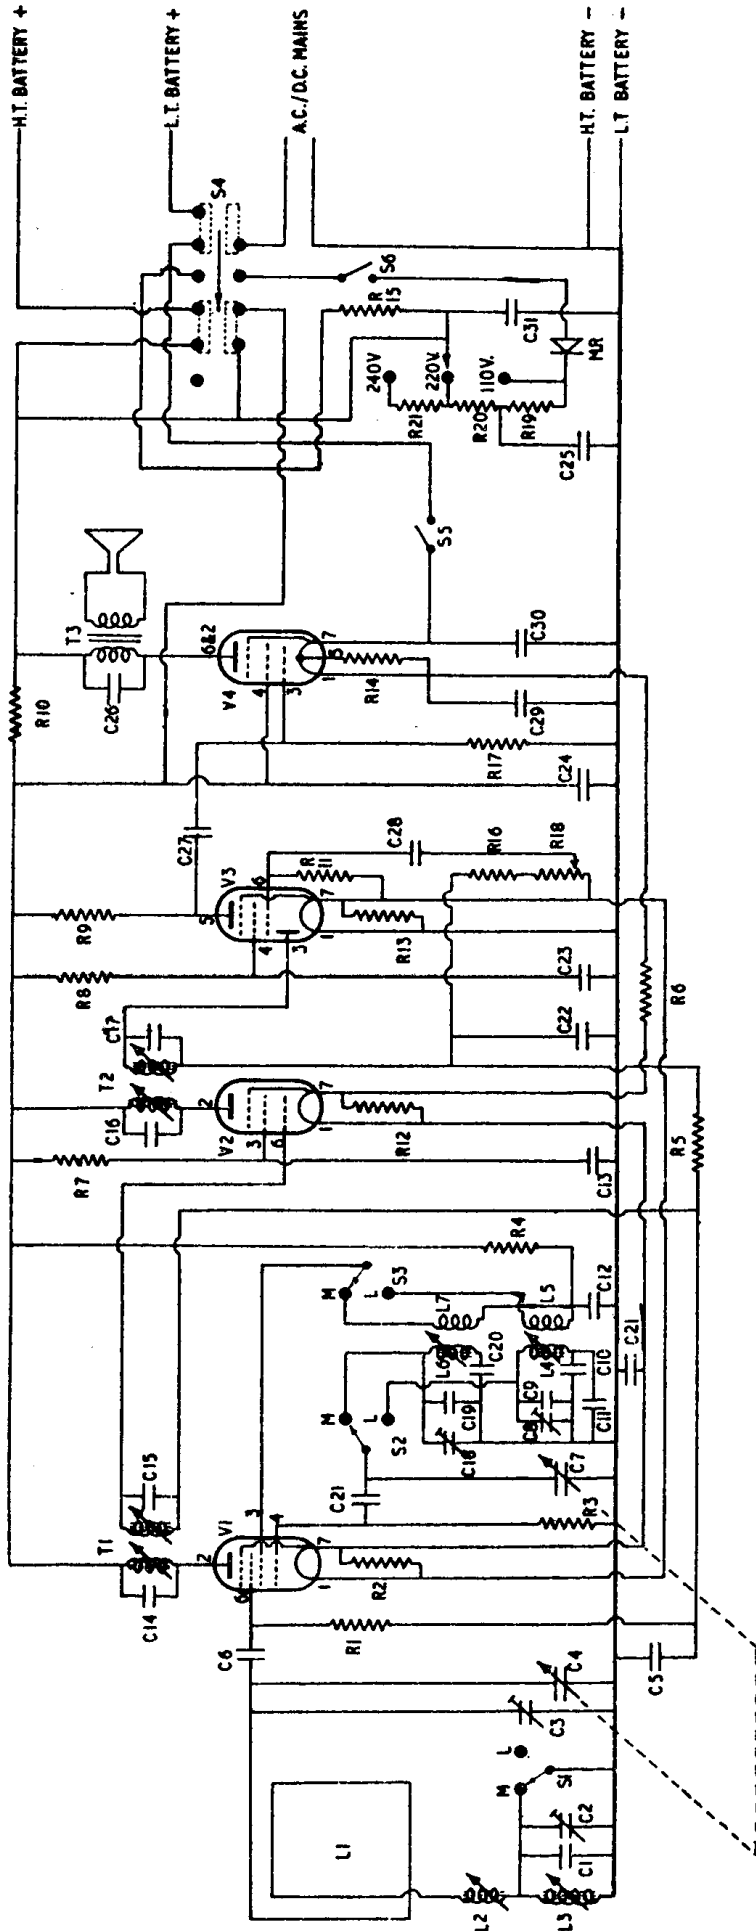 H.T. BATTERY +
L.T. BATTERY +
A.C./D.C. MAINS
H.T. BATTERY −
L.T BATTERY −
S4
S6
R
15
C31
MR
240V.
220V.
110V.
R21
R20
R19
C25
S5
T3
C26
R10
6&2
V4
4
3
1
5
7
R14
C30
C29
R17
C24
C27
C28
R16
R18
R9
R8
V3
5
6
4
3
7
1
R
11
R13
C23
C22
R6
C17
T2
C16
R7
V2
2
3
6
7
1
R12
C13
R5
R4
S3
M
L
L7
L5
C12
L6
C20
L4
C10
C21
M
L
S2
C19
C18
C9
C8
C11
C7
C21
R3
C15
T1
C14
V1
2
3
4
6
7
1
R2
C6
R1
C4
C3
C5
L
M
S1
C2
C1
L1
L2
L3